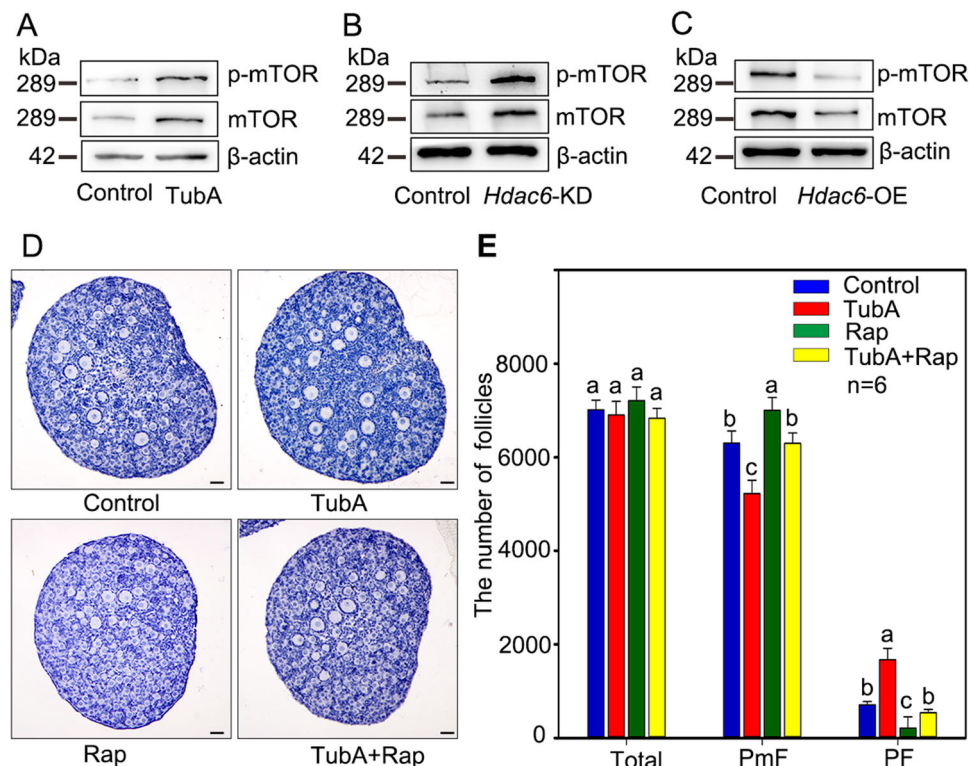 A
kDa
289
p-mTOR
289
mTOR
42
β-actin
Control TubA
B
kDa
289
p-mTOR
289
mTOR
42
β-actin
Control Hdac6-KD
C
kDa
289
p-mTOR
289
mTOR
42
β-actin
Control Hdac6-OE
D
Control
TubA
Rap
TubA+Rap
E
Control
TubA
Rap
TubA+Rap
n=6
The number of follicles
8000
6000
4000
2000
0
a a a a
b c a b
b a c b
Total PmF PF